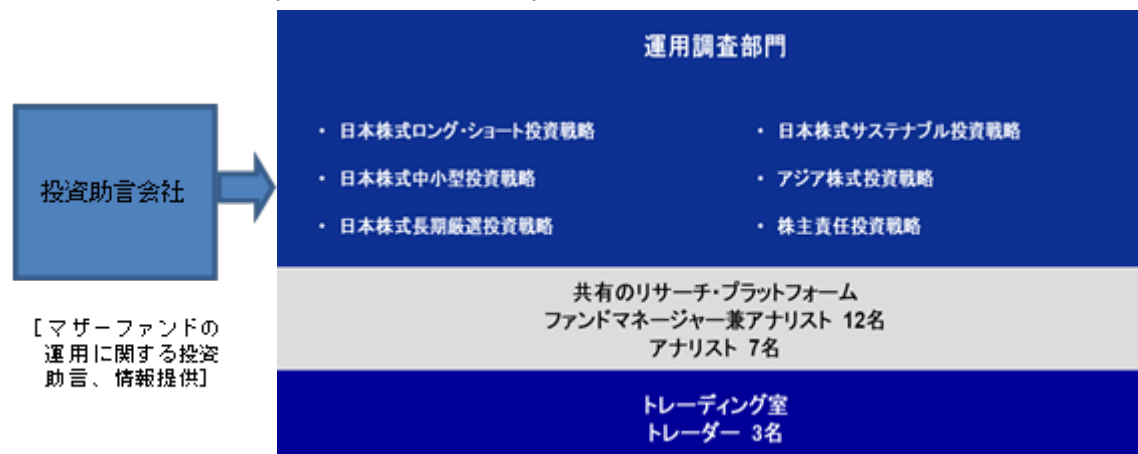 運用調査部門
・ 日本株式ロング・ショート投資戦略
・ 日本株式サステナブル投資戦略
・ 日本株式中小型投資戦略
・ アジア株式投資戦略
・ 日本株式長期厳選投資戦略
・ 株主責任投資戦略
投資助言会社
[マザーファンドの
運用に関する投資
助言、情報提供]
共有のリサーチ・プラットフォーム
ファンドマネージャー兼アナリスト 12名
アナリスト 7名
トレーディング室
トレーダー 3名